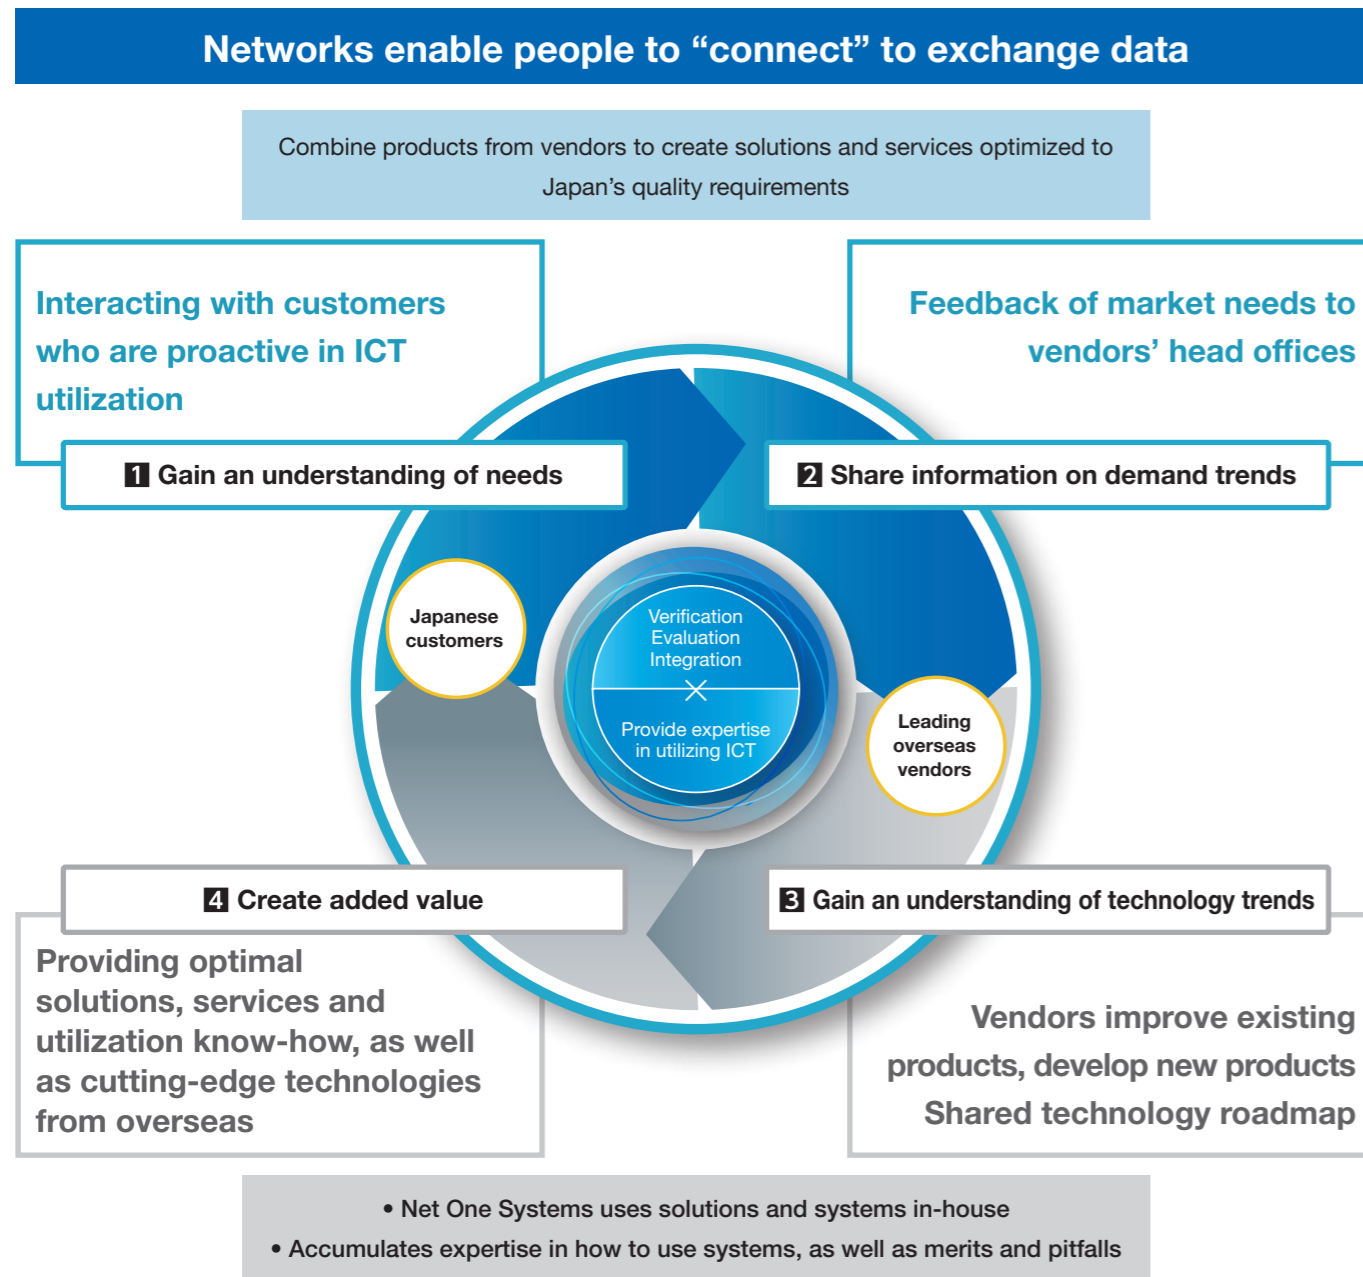 Networks enable people to “connect” to exchange data
Combine products from vendors to create solutions and services optimized to
Japan’s quality requirements
Interacting with customers
who are proactive in ICT
utilization
1 Gain an understanding of needs
Feedback of market needs to
vendors’ head offices
2 Share information on demand trends
Japanese
customers
Verification
Evaluation
Integration
×
Provide expertise
in utilizing ICT
Leading
overseas
vendors
4 Create added value
Providing optimal
solutions, services and
utilization know-how, as well
as cutting-edge technologies
from overseas
3 Gain an understanding of technology trends
Vendors improve existing
products, develop new products
Shared technology roadmap
• Net One Systems uses solutions and systems in-house
• Accumulates expertise in how to use systems, as well as merits and pitfalls